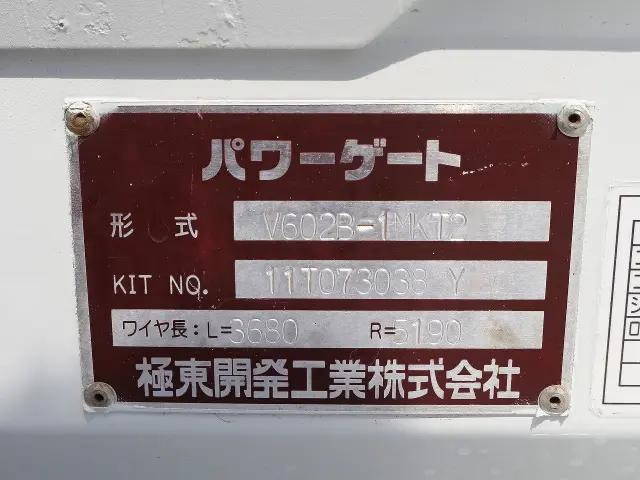 パワーゲート
形 式 V602B-1MKT2
KIT NO. 11T073038 Y
ワイヤ長: L=3680 R=5190
極東開発工業株式会社